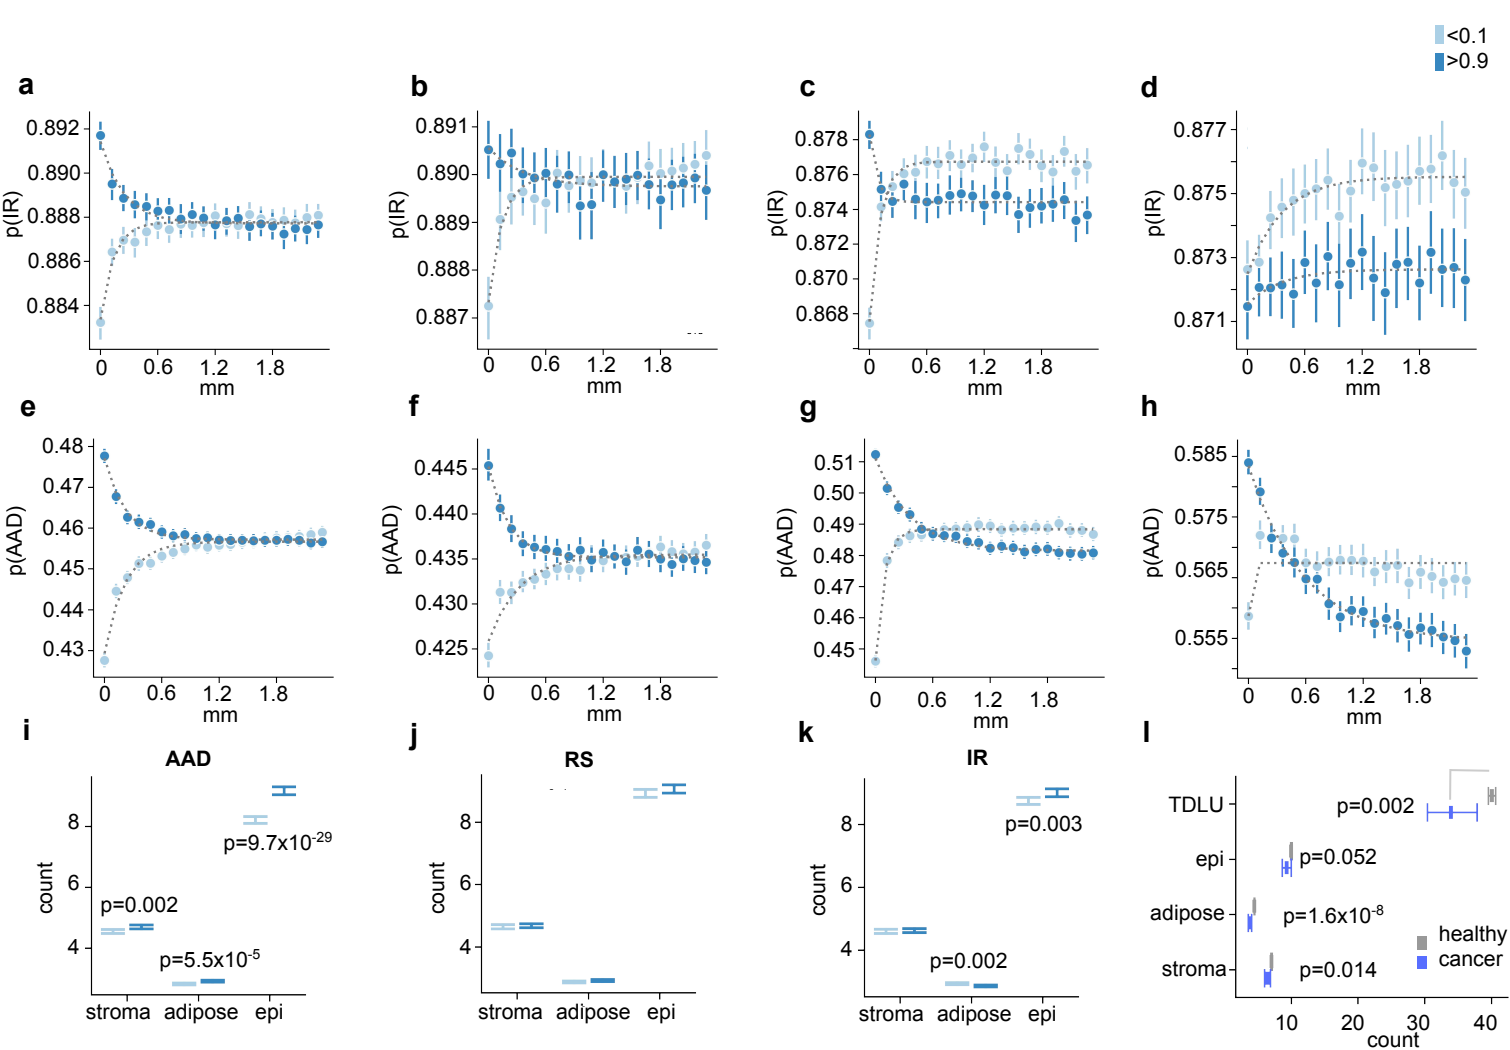 <0.1
>0.9
a
b
c
d
0.892
0.890
0.888
0.886
0.884
p(IR)
0
0.6
1.2
1.8
mm
0.891
0.890
0.889
0.888
0.887
p(IR)
0
0.6
1.2
1.8
mm
0.878
0.876
0.874
0.872
0.870
0.868
p(IR)
0
0.6
1.2
1.8
mm
0.877
0.875
0.873
0.871
p(IR)
0
0.6
1.2
1.8
mm
e
f
g
h
0.48
0.47
0.46
0.45
0.44
0.43
p(AAD)
0
0.6
1.2
1.8
mm
0.445
0.440
0.435
0.430
0.425
p(AAD)
0
0.6
1.2
1.8
mm
0.51
0.50
0.49
0.48
0.47
0.46
0.45
p(AAD)
0
0.6
1.2
1.8
mm
0.585
0.575
0.565
0.555
p(AAD)
0
0.6
1.2
1.8
mm
i
AAD
8
6
4
count
p=9.7x10-29
p=0.002
p=5.5x10-5
stroma adipose epi
j
RS
8
6
4
count
stroma adipose epi
k
IR
8
6
4
count
p=0.003
p=0.002
stroma adipose epi
l
TDLU
p=0.002
epi
p=0.052
adipose
p=1.6x10-8
stroma
p=0.014
healthy
cancer
10
20
30
40
count